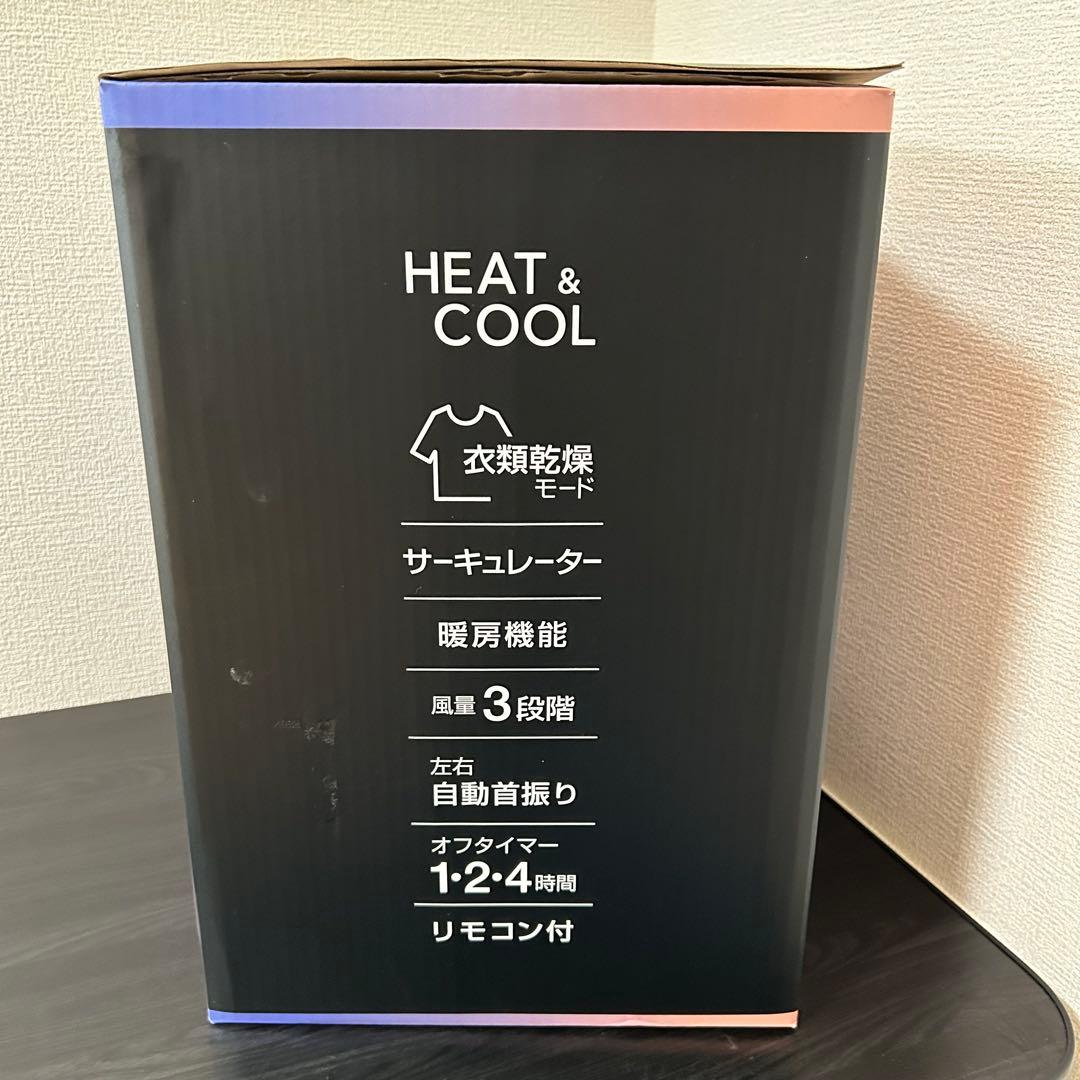 HEAT &
COOL
衣類乾燥
モード
サーキュレーター
暖房機能
風量 3段階
左右
自動首振り
オフタイマー
1・2・4時間
リモコン付